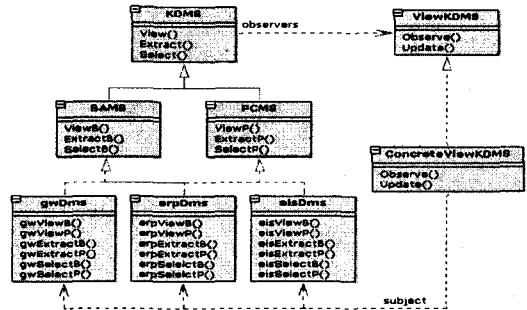 KDMS
View()
Extract()
Select()
observers
ViewKDMS
Observe()
Update()
SAMS
ViewS()
ExtractS()
SelectS()
PCMS
ViewP()
ExtractP()
SelectP()
ConcreteViewKDMS
Observe()
Update()
gwDms
gwViewS()
gwViewP()
gwExtractS()
gwExtractP()
gwSelectS()
gwSelectP()
erpDms
erpViewS()
erpViewP()
erpExtractS()
erpExtractP()
erpSelelctS()
erpSelelctP()
eisDms
eisViewS()
eisViewP()
eisExtractS()
eisExtractP()
eisSelectS()
eisSelectP()
subject